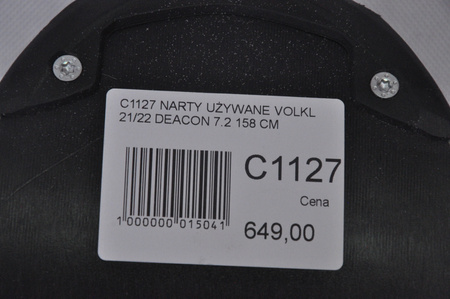 C1127 NARTY UŻYWANE VOLKL
21/22 DEACON 7.2 158 CM
C1127
Cena
649,00
1 000000 015041